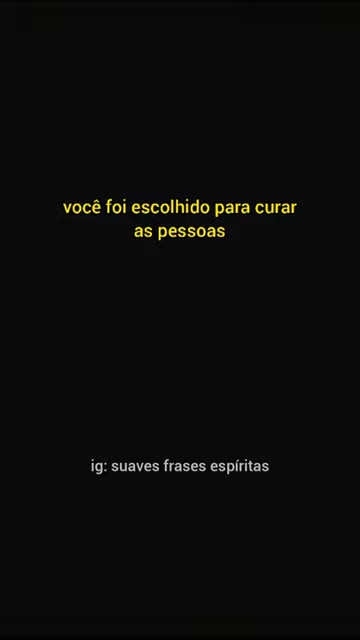 você foi escolhido para curar
as pessoas
ig: suaves frases espíritas